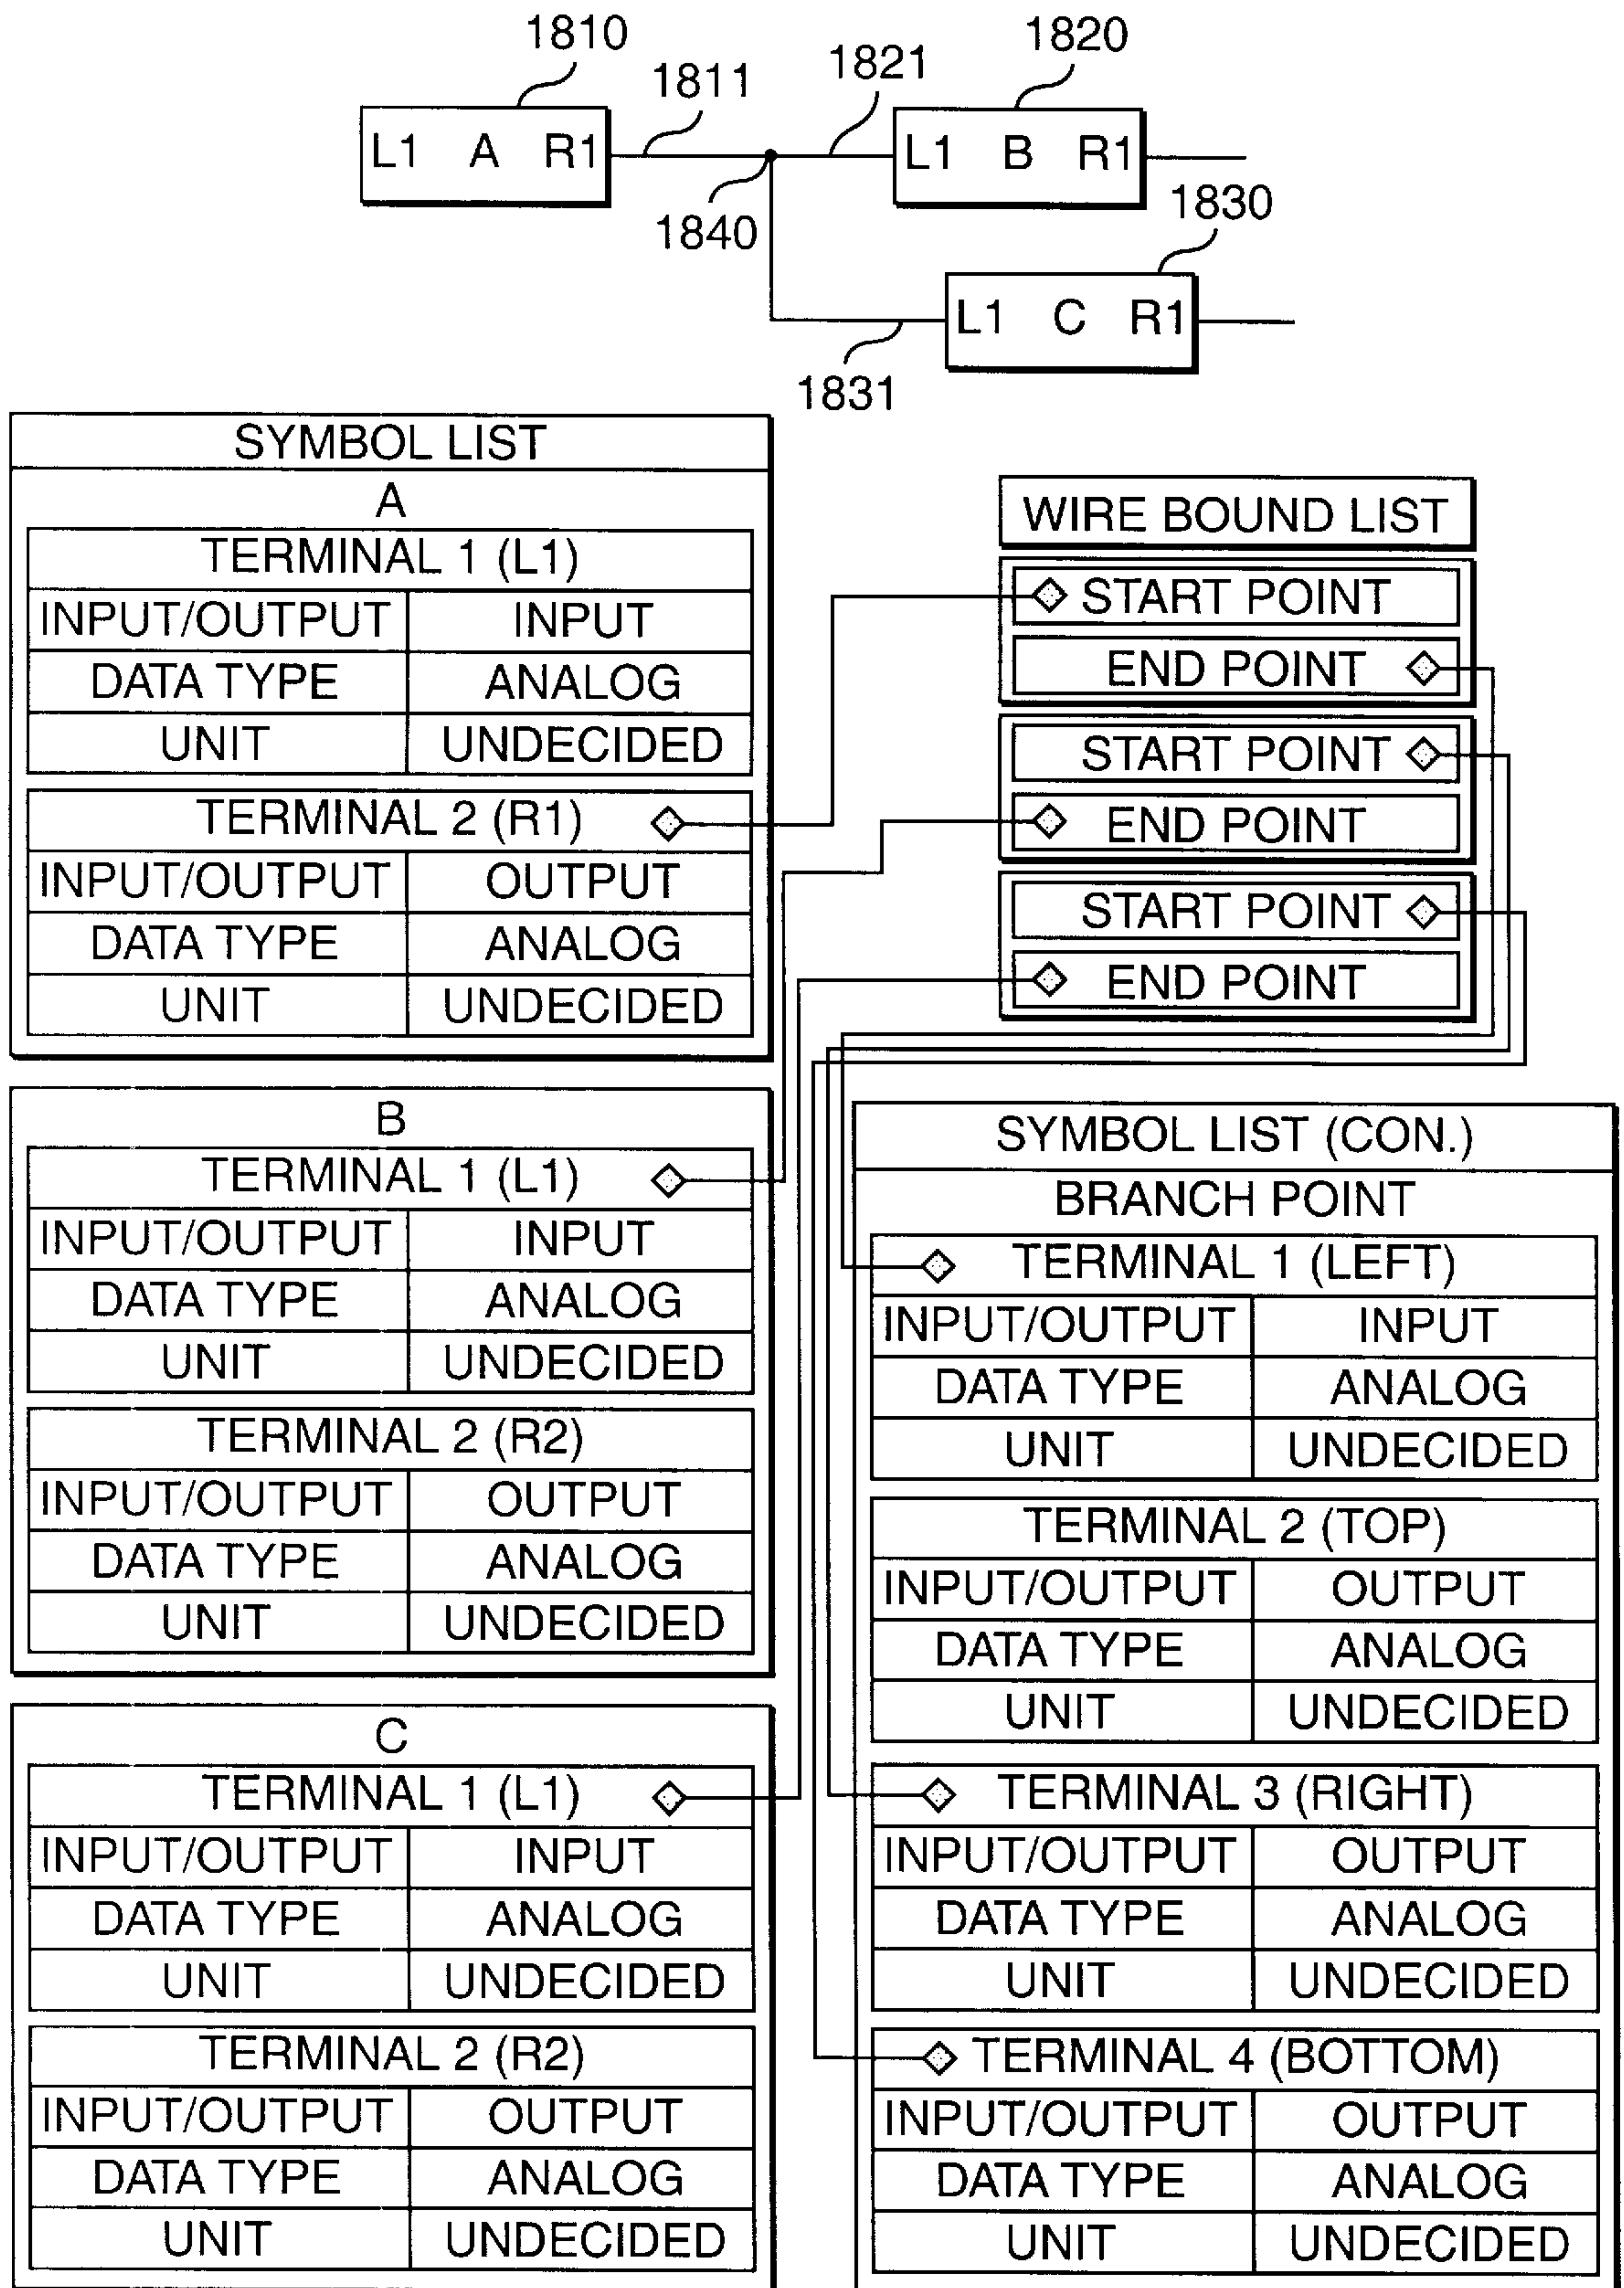 1810
1820
1811
1821
L1 A R1
L1 B R1
1840
1830
L1 C R1
1831
SYMBOL LIST
A
TERMINAL 1 (L1)
INPUT/OUTPUT INPUT
DATA TYPE ANALOG
UNIT UNDECIDED
TERMINAL 2 (R1)
INPUT/OUTPUT OUTPUT
DATA TYPE ANALOG
UNIT UNDECIDED
B
TERMINAL 1 (L1)
INPUT/OUTPUT INPUT
DATA TYPE ANALOG
UNIT UNDECIDED
TERMINAL 2 (R2)
INPUT/OUTPUT OUTPUT
DATA TYPE ANALOG
UNIT UNDECIDED
C
TERMINAL 1 (L1)
INPUT/OUTPUT INPUT
DATA TYPE ANALOG
UNIT UNDECIDED
TERMINAL 2 (R2)
INPUT/OUTPUT OUTPUT
DATA TYPE ANALOG
UNIT UNDECIDED
WIRE BOUND LIST
START POINT
END POINT
START POINT
END POINT
START POINT
END POINT
SYMBOL LIST (CON.)
BRANCH POINT
TERMINAL 1 (LEFT)
INPUT/OUTPUT INPUT
DATA TYPE ANALOG
UNIT UNDECIDED
TERMINAL 2 (TOP)
INPUT/OUTPUT OUTPUT
DATA TYPE ANALOG
UNIT UNDECIDED
TERMINAL 3 (RIGHT)
INPUT/OUTPUT OUTPUT
DATA TYPE ANALOG
UNIT UNDECIDED
TERMINAL 4 (BOTTOM)
INPUT/OUTPUT OUTPUT
DATA TYPE ANALOG
UNIT UNDECIDED